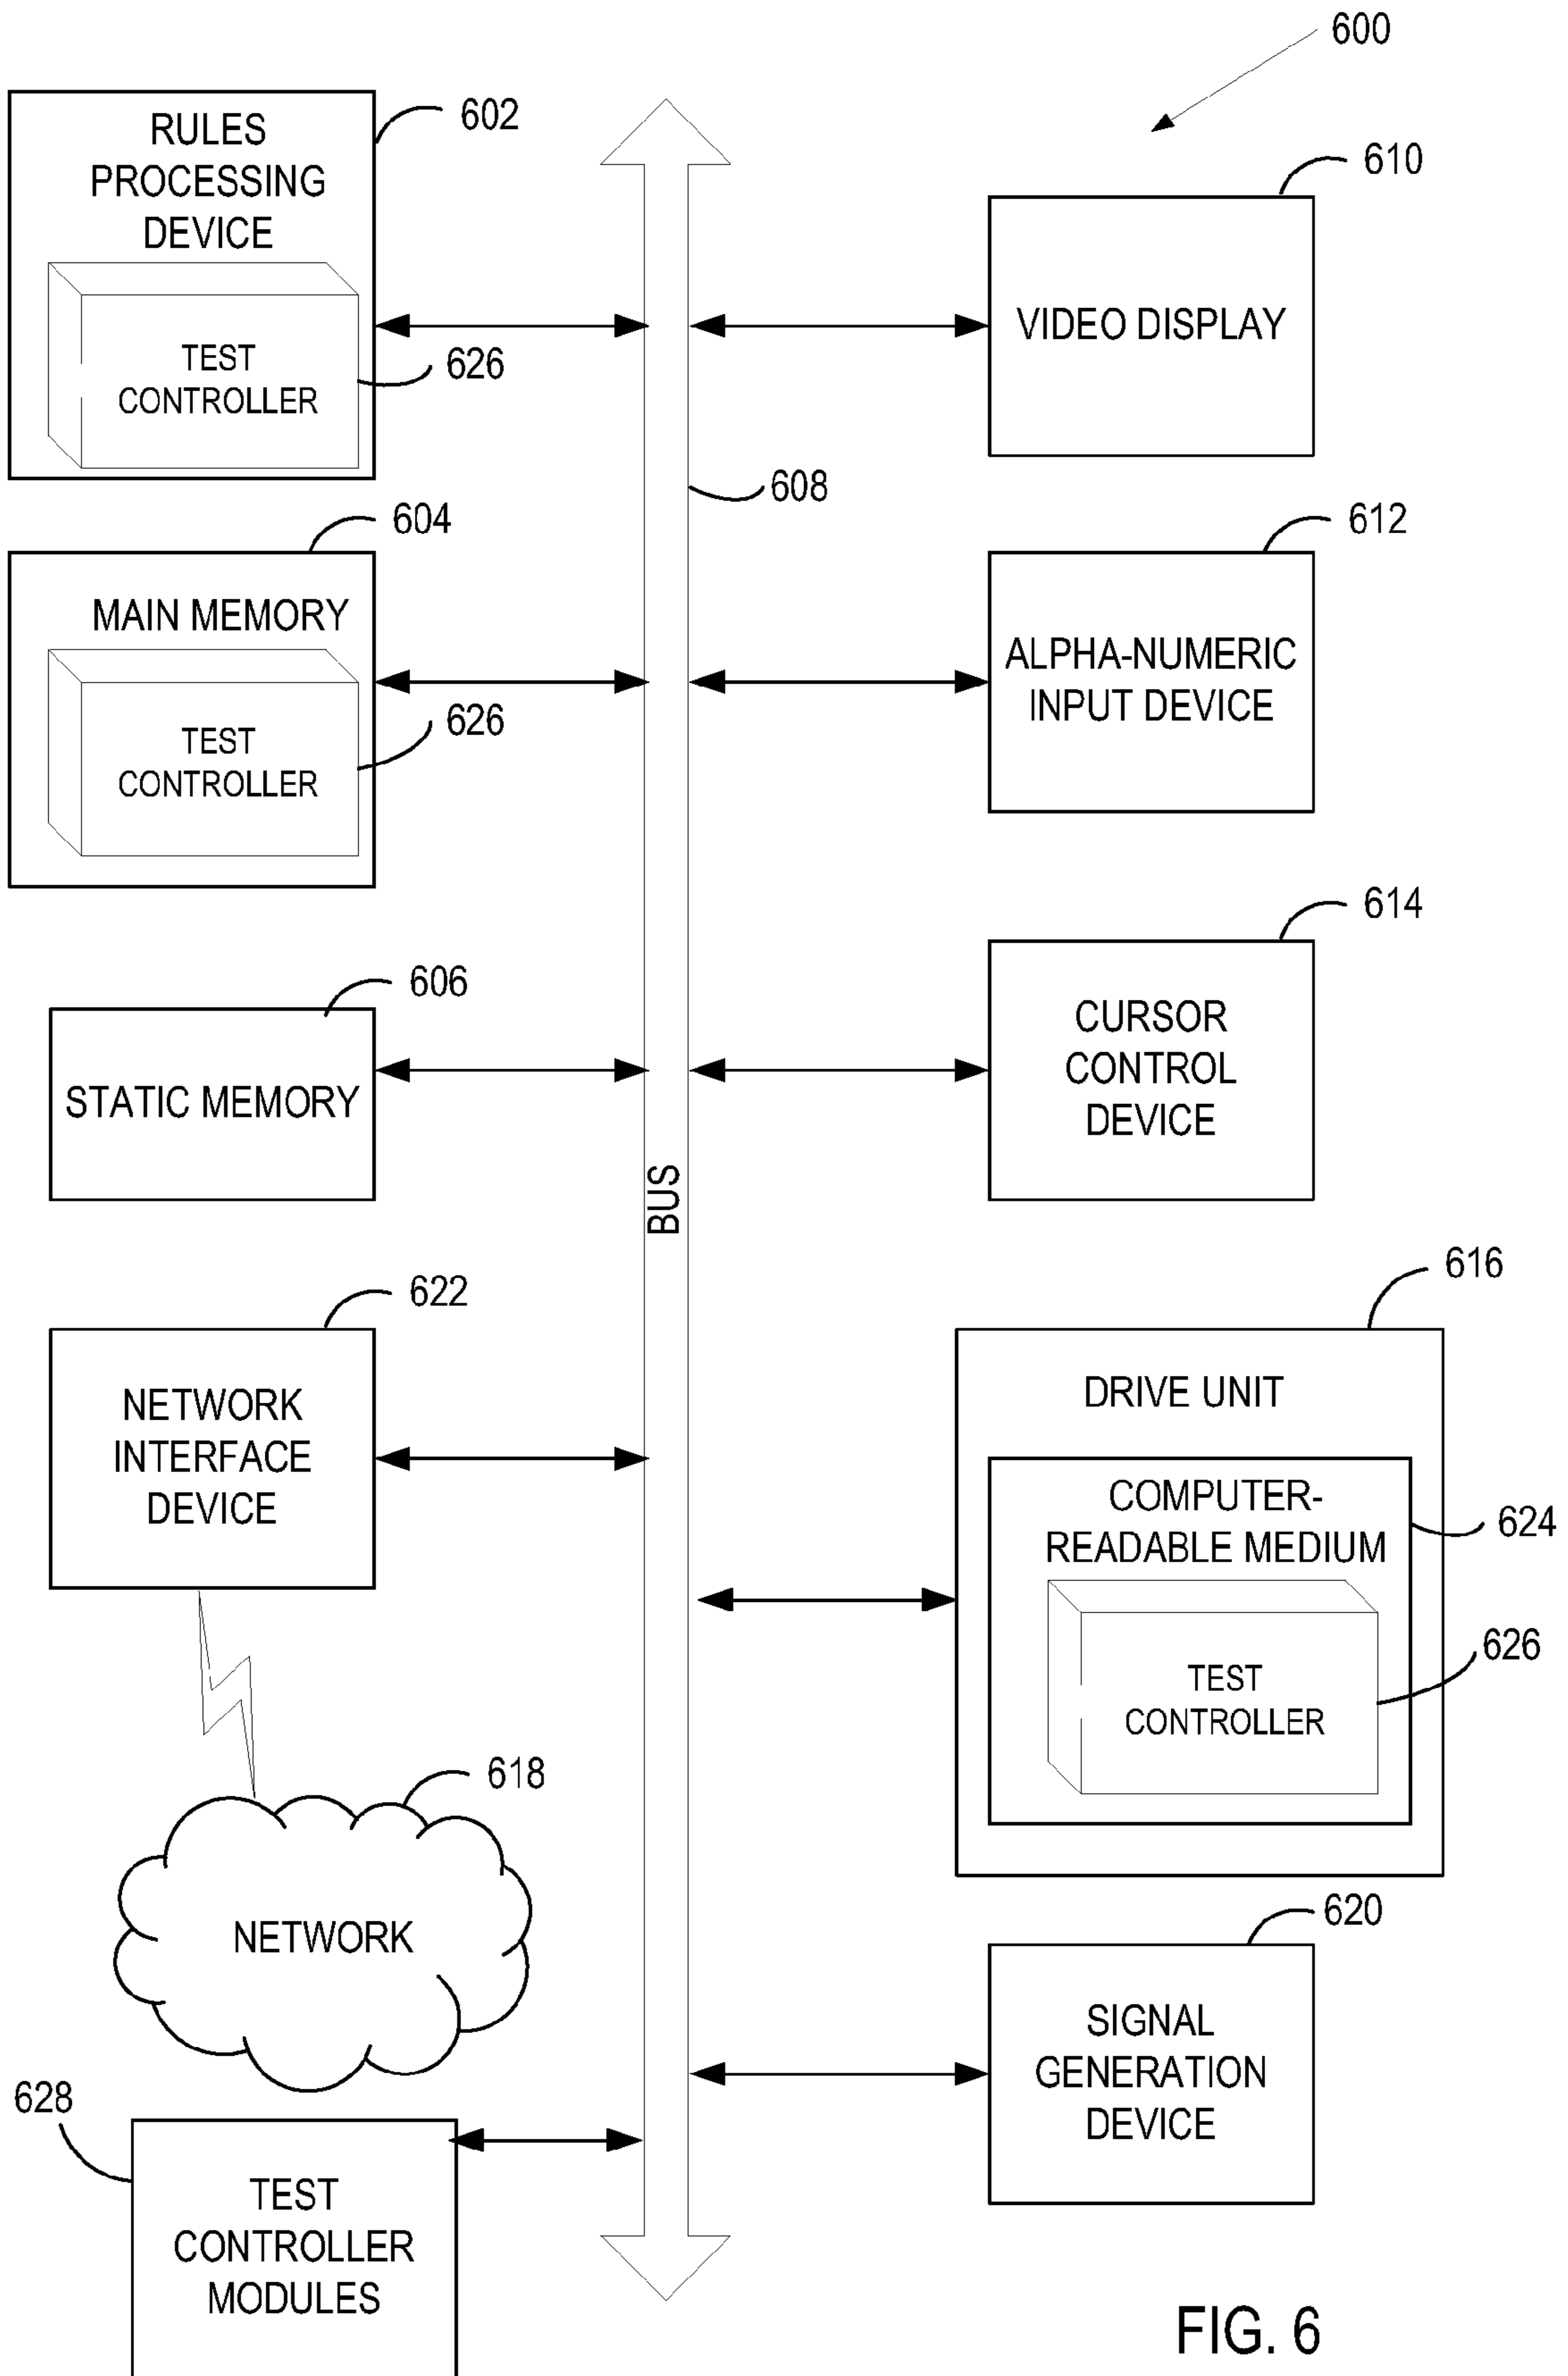 600
RULES
PROCESSING
DEVICE
602
TEST
CONTROLLER
626
610
VIDEO DISPLAY
608
604
MAIN MEMORY
TEST
CONTROLLER
626
612
ALPHA-NUMERIC
INPUT DEVICE
606
STATIC MEMORY
614
CURSOR
CONTROL
DEVICE
BUS
622
NETWORK
INTERFACE
DEVICE
616
DRIVE UNIT
COMPUTER-
READABLE MEDIUM
624
TEST
CONTROLLER
626
618
NETWORK
620
SIGNAL
GENERATION
DEVICE
628
TEST
CONTROLLER
MODULES
FIG. 6